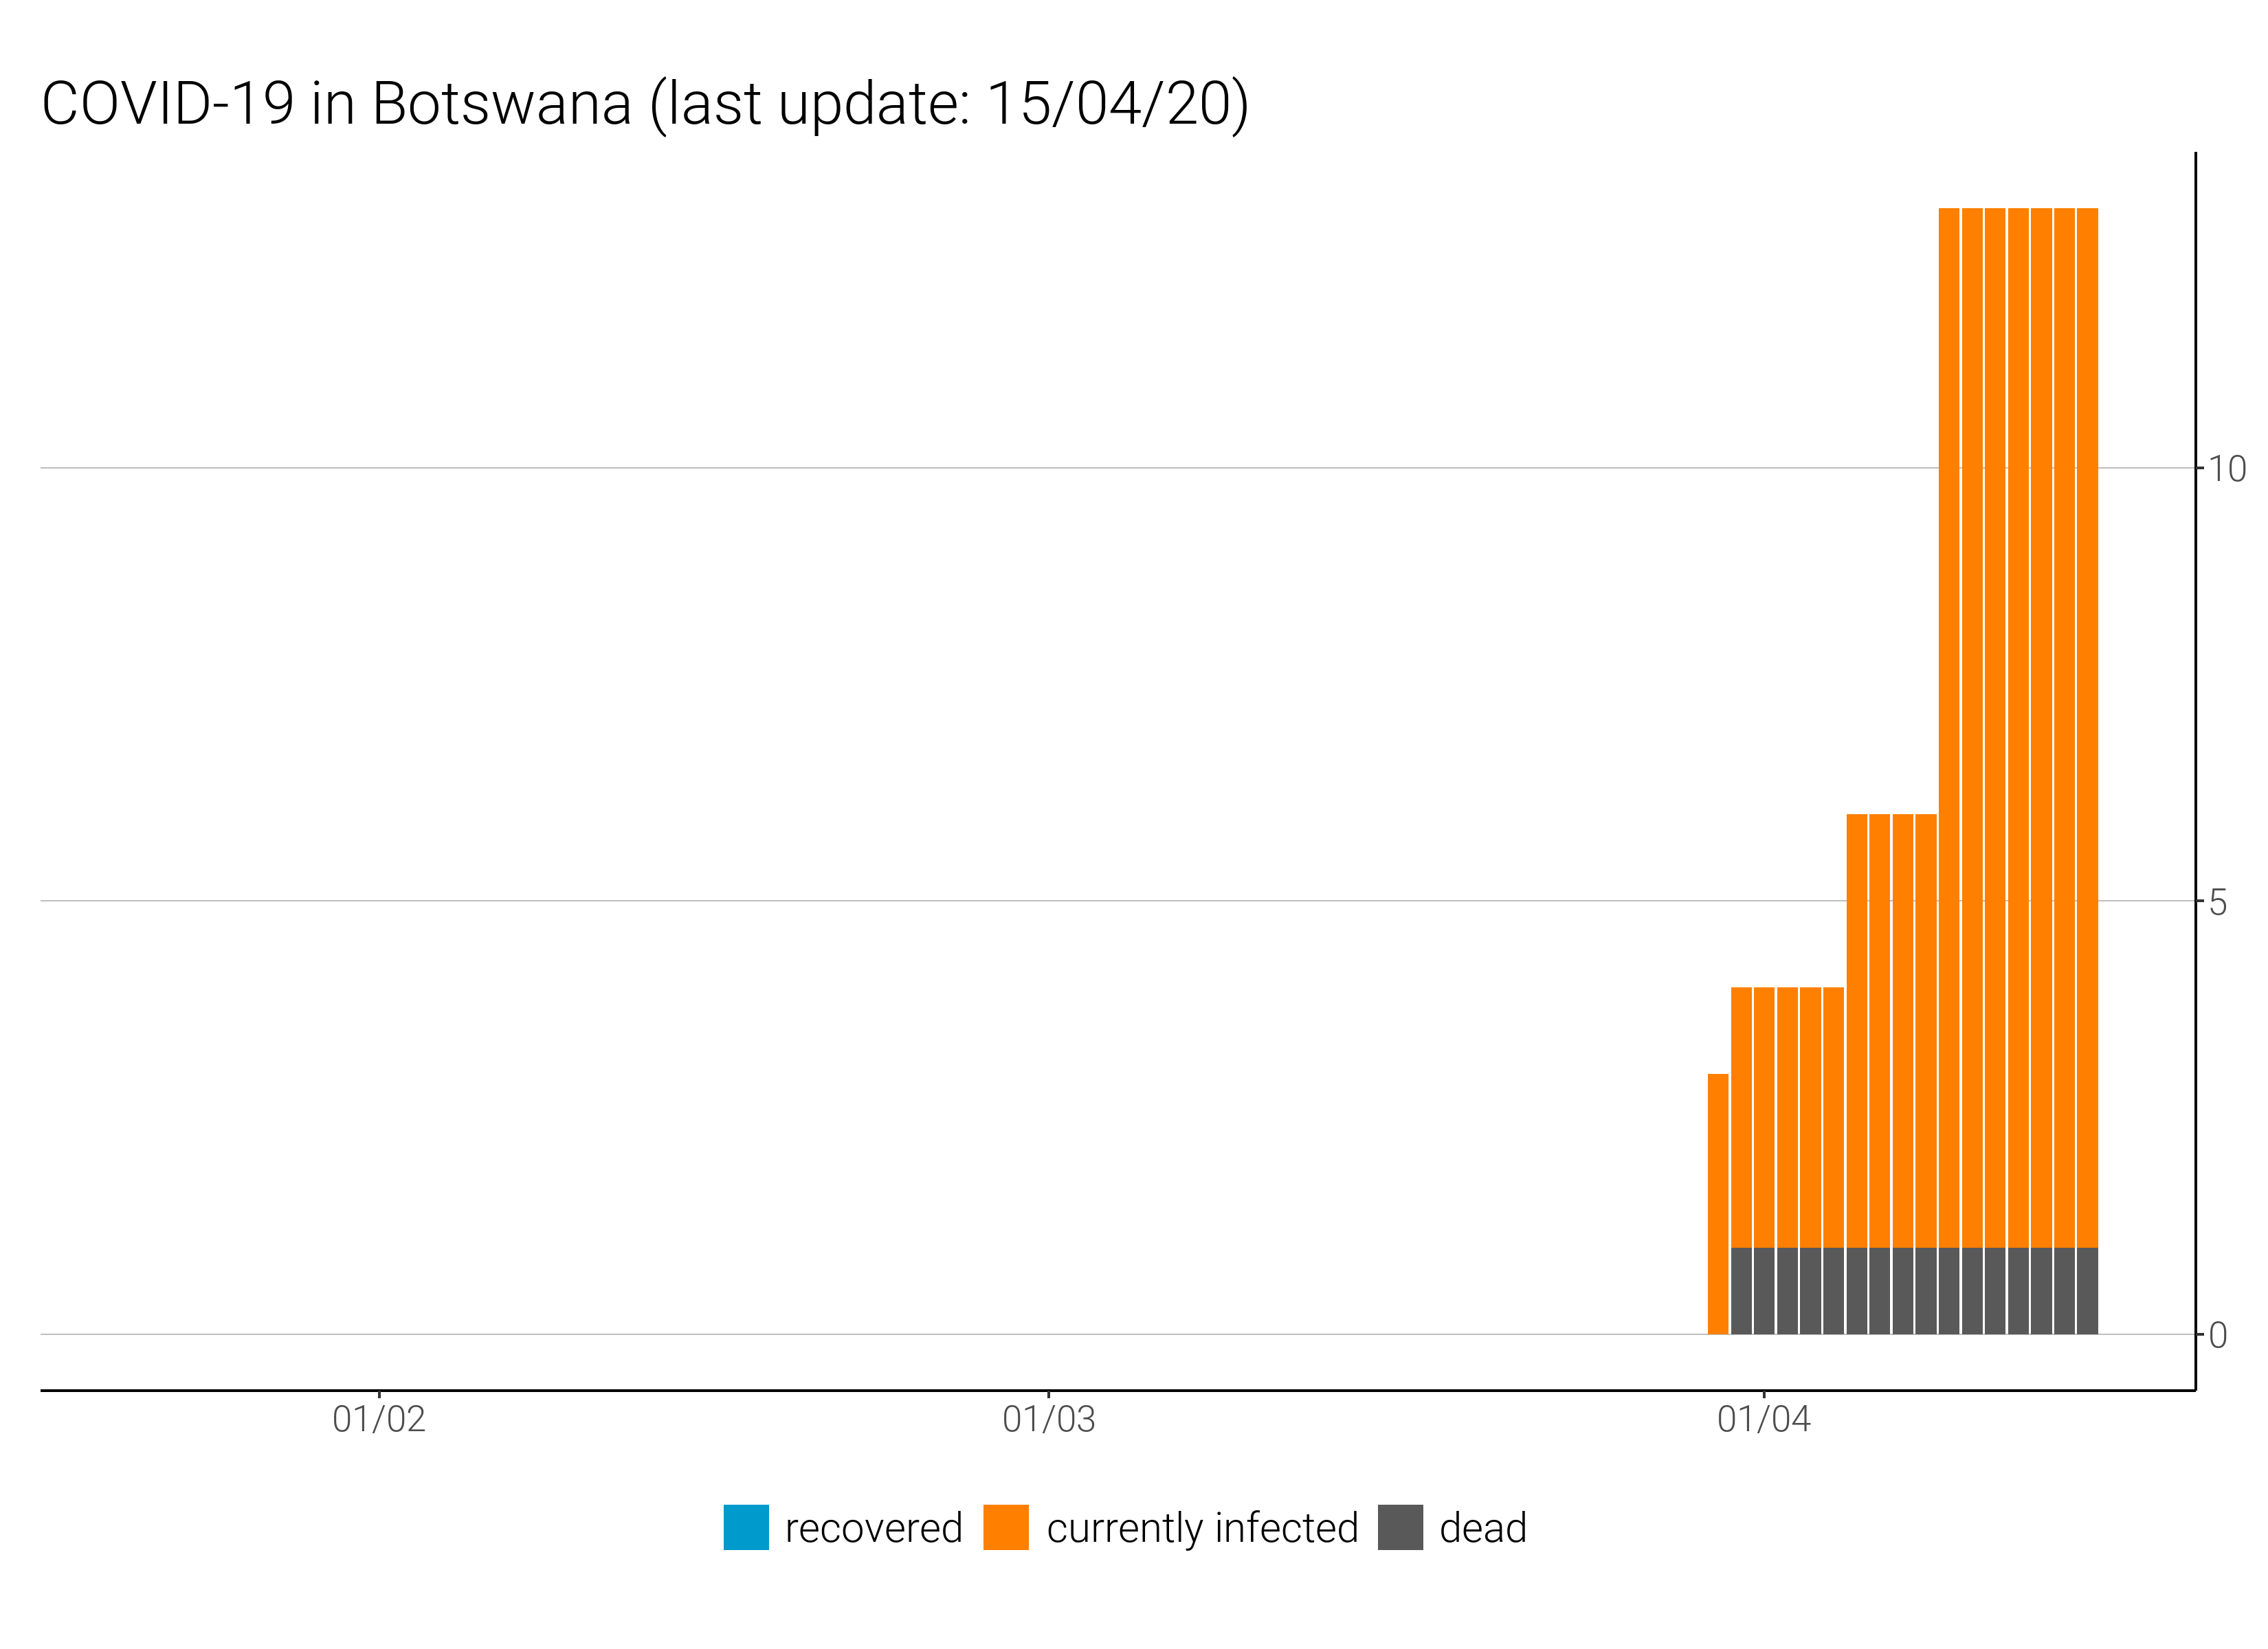 COVID-19 in Botswana (last update: 15/04/20)
10
5
0
01/02 01/03 01/04
recovered currently infected dead